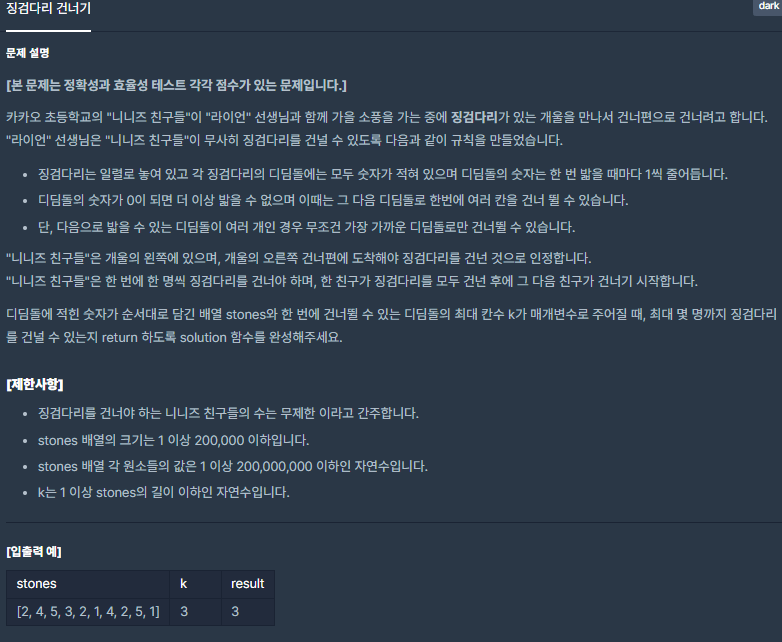 징검다리 건너기
dark
문제 설명
[본 문제는 정확성과 효율성 테스트 각각 점수가 있는 문제입니다.]
카카오 초등학교의 "니니즈 친구들"이 "라이언" 선생님과 함께 가을 소풍을 가는 중에 징검다리가 있는 개울을 만나서 건너편으로 건너려고 합니다.
"라이언" 선생님은 "니니즈 친구들"이 무사히 징검다리를 건널 수 있도록 다음과 같이 규칙을 만들었습니다.
• 징검다리는 일렬로 놓여 있고 각 징검다리의 디딤돌에는 모두 숫자가 적혀 있으며 디딤돌의 숫자는 한 번 밟을 때마다 1씩 줄어듭니다.
• 디딤돌의 숫자가 0이 되면 더 이상 밟을 수 없으며 이때는 그 다음 디딤돌로 한번에 여러 칸을 건너 뛸 수 있습니다.
• 단, 다음으로 밟을 수 있는 디딤돌이 여러 개인 경우 무조건 가장 가까운 디딤돌로만 건너뛸 수 있습니다.
"니니즈 친구들"은 개울의 왼쪽에 있으며, 개울의 오른쪽 건너편에 도착해야 징검다리를 건넌 것으로 인정합니다.
"니니즈 친구들"은 한 번에 한 명씩 징검다리를 건너야 하며, 한 친구가 징검다리를 모두 건넌 후에 그 다음 친구가 건너기 시작합니다.
디딤돌에 적힌 숫자가 순서대로 담긴 배열 stones와 한 번에 건너뛸 수 있는 디딤돌의 최대 칸수 k가 매개변수로 주어질 때, 최대 몇 명까지 징검다리
를 건널 수 있는지 return 하도록 solution 함수를 완성해주세요.
[제한사항]
• 징검다리를 건너야 하는 니니즈 친구들의 수는 무제한 이라고 간주합니다.
• stones 배열의 크기는 1 이상 200,000 이하입니다.
• stones 배열 각 원소들의 값은 1 이상 200,000,000 이하인 자연수입니다.
• k는 1 이상 stones의 길이 이하인 자연수입니다.
[입출력 예]
stones k result
[2, 4, 5, 3, 2, 1, 4, 2, 5, 1] 3 3